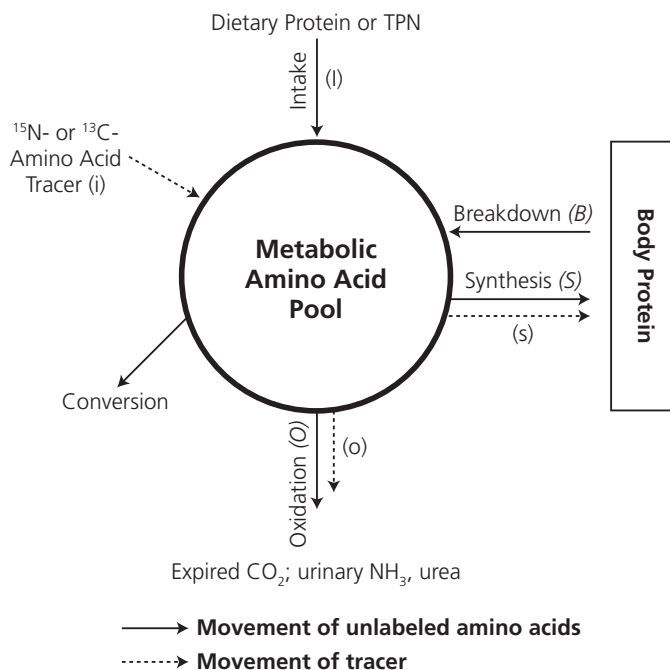 Dietary Protein or TPN
Intake
(I)
¹⁵N- or ¹³C-
Amino Acid
Tracer (i)
Metabolic
Amino Acid
Pool
Breakdown (B)
Synthesis (S)
(s)
Body Protein
Conversion
Oxidation (O)
(o)
Expired CO₂; urinary NH₃, urea
Movement of unlabeled amino acids
Movement of tracer